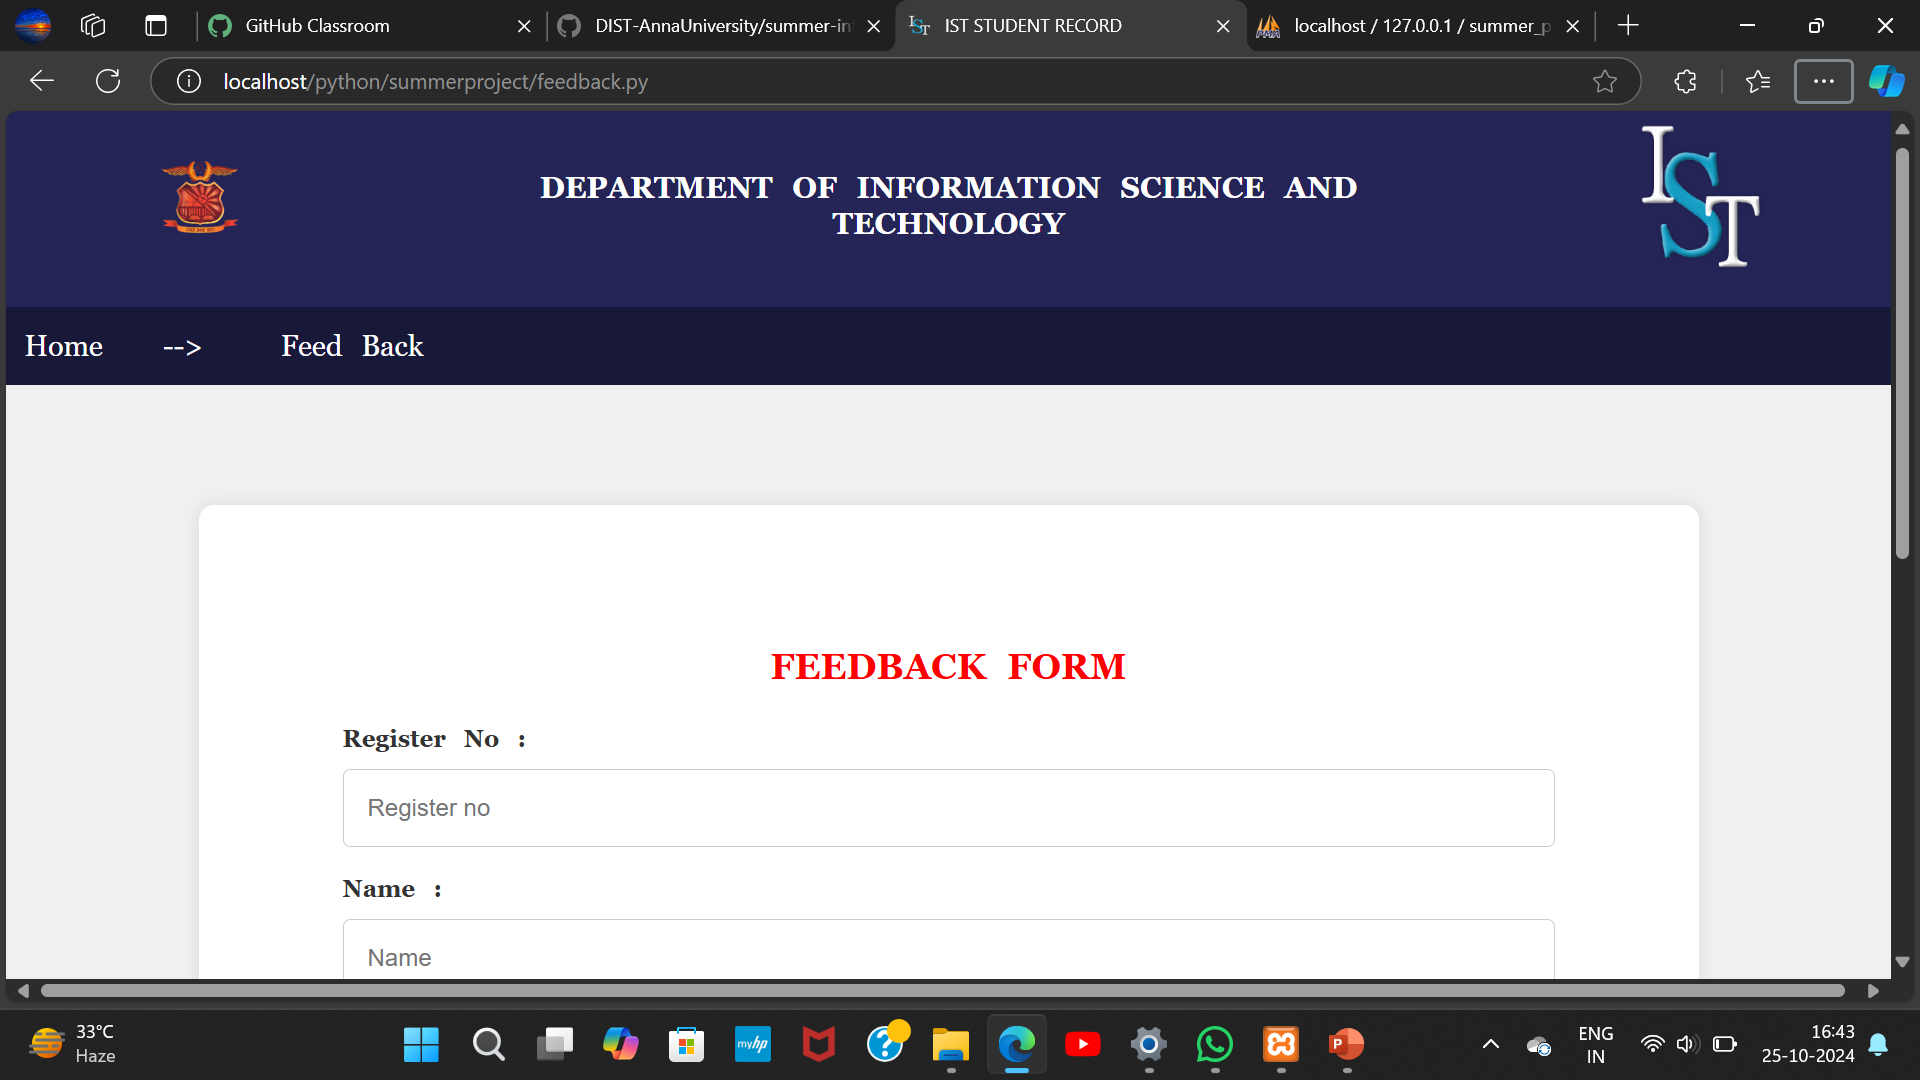 GitHub Classroom
DIST-AnnaUniversity/summer-in
IST STUDENT RECORD
localhost / 127.0.0.1 / summer_p
localhost/python/summerproject/feedback.py
DEPARTMENT OF INFORMATION SCIENCE AND
TECHNOLOGY
IST
Home --> Feed Back
FEEDBACK FORM
Register No :
Register no
Name :
Name
33°C
Haze
myhp
ENG
IN
16:43
25-10-2024